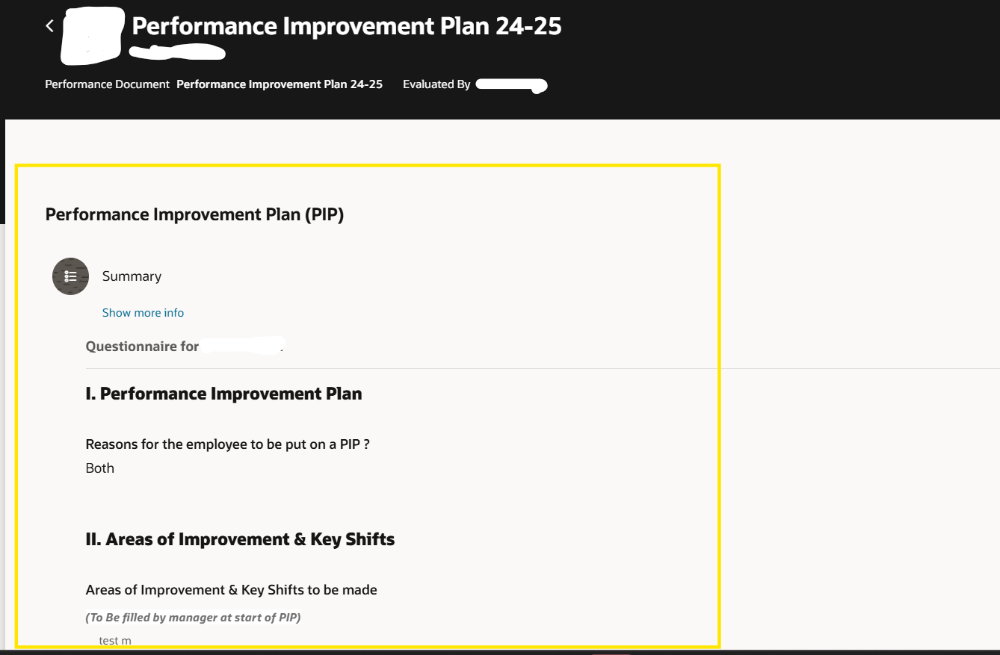 Performance Improvement Plan 24-25
Performance Document Performance Improvement Plan 24-25 Evaluated By
Performance Improvement Plan (PIP)
Summary
Show more info
Questionnaire for
I. Performance Improvement Plan
Reasons for the employee to be put on a PIP ?
Both
II. Areas of Improvement & Key Shifts
Areas of Improvement & Key Shifts to be made
(To Be filled by manager at start of PIP)
test m